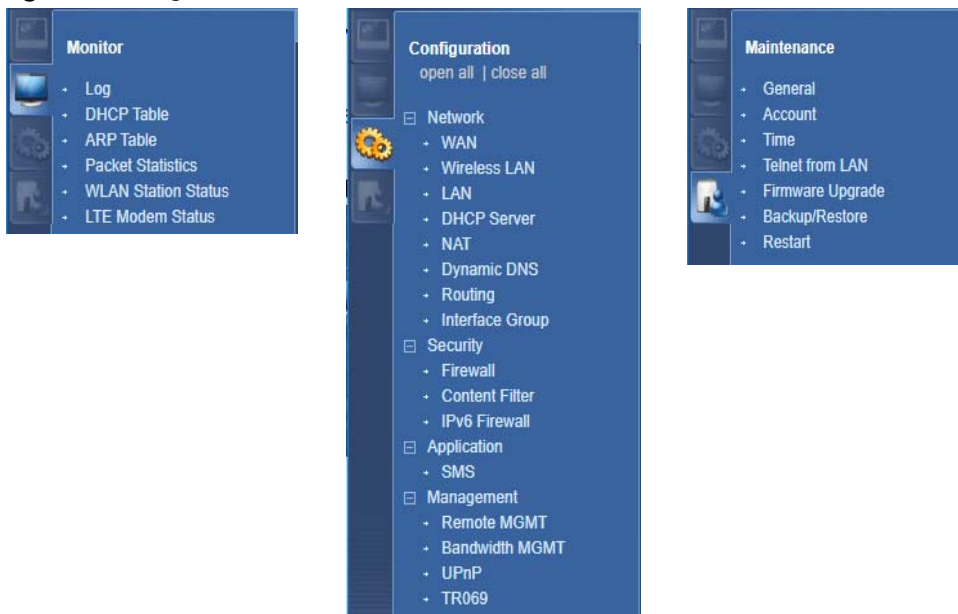 Monitor
Log
DHCP Table
ARP Table
Packet Statistics
WLAN Station Status
LTE Modem Status
Configuration
open all | close all
Network
WAN
Wireless LAN
LAN
DHCP Server
NAT
Dynamic DNS
Routing
Interface Group
Security
Firewall
Content Filter
IPv6 Firewall
Application
SMS
Management
Remote MGMT
Bandwidth MGMT
UPnP
TR069
Maintenance
General
Account
Time
Telnet from LAN
Firmware Upgrade
Backup/Restore
Restart